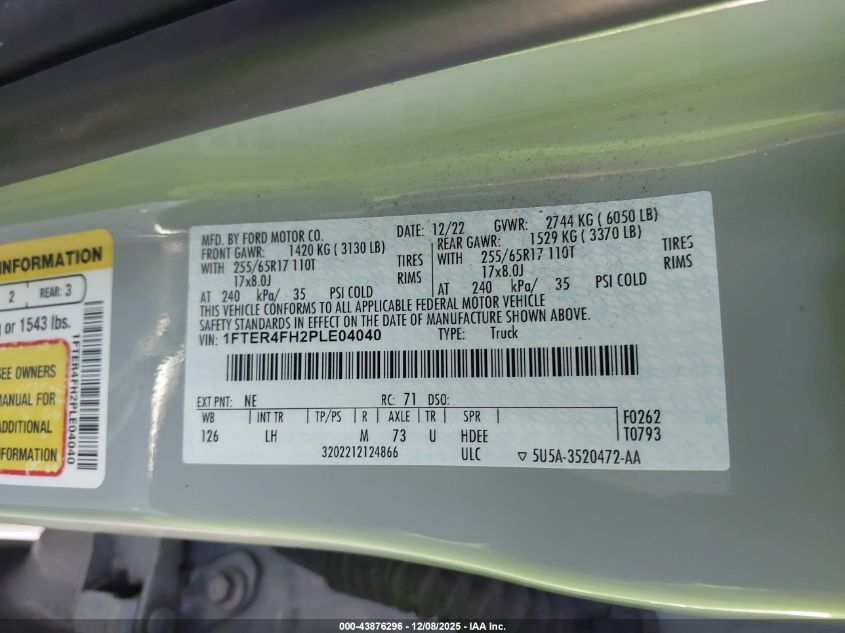 INFORMATION
2 REAR: 3
or 1543 lbs.
SEE OWNERS
MANUAL FOR
ADDITIONAL
INFORMATION
1FTER4FH2PLE04040
MFD. BY FORD MOTOR CO. DATE: 12/22 GVWR: 2744 KG ( 6050 LB)
FRONT GAWR: 1420 KG ( 3130 LB) REAR GAWR: 1529 KG ( 3370 LB)
WITH 255/65R17 110T TIRES WITH 255/65R17 110T TIRES
17x8.0J RIMS 17x8.0J RIMS
AT 240 kPa/ 35 PSI COLD AT 240 kPa/ 35 PSI COLD
THIS VEHICLE CONFORMS TO ALL APPLICABLE FEDERAL MOTOR VEHICLE
SAFETY STANDARDS IN EFFECT ON THE DATE OF MANUFACTURE SHOWN ABOVE.
VIN: 1FTER4FH2PLE04040 TYPE: Truck
EXT PNT: NE RC: 71 DSO:
WB INT TR TP/PS R AXLE TR SPR F0262
126 LH M 73 U HDEE T0793
3202212124866 ULC ▽ 5U5A-3520472-AA
000-43876296 - 12/08/2025 - IAA Inc.